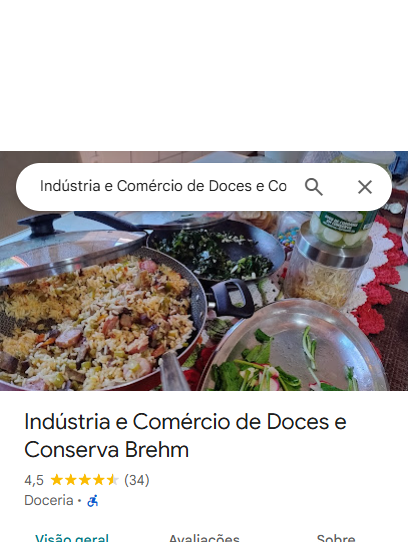 Indústria e Comércio de Doces e Co
Indústria e Comércio de Doces e
Conserva Brehm
4,5 (34)
Doceria ·
Visão geral Avaliações Sobre